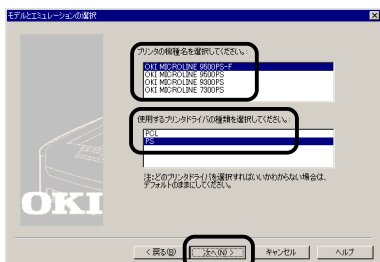 モデルとエミュレーションの選択
プリンタの機種名を選択してください。:
OKI MICROLINE 9500PS-F
OKI MICROLINE 9500PS
OKI MICROLINE 9300PS
OKI MICROLINE 7300PS
使用するプリンタドライバの種類を選択してください。:
PCL
PS
注:どのプリンタドライバを選択すればいいかわからない場合は、
デフォルトのままにしてください。
OKI
< 戻る(B)
次へ(N) >
キャンセル
ヘルプ